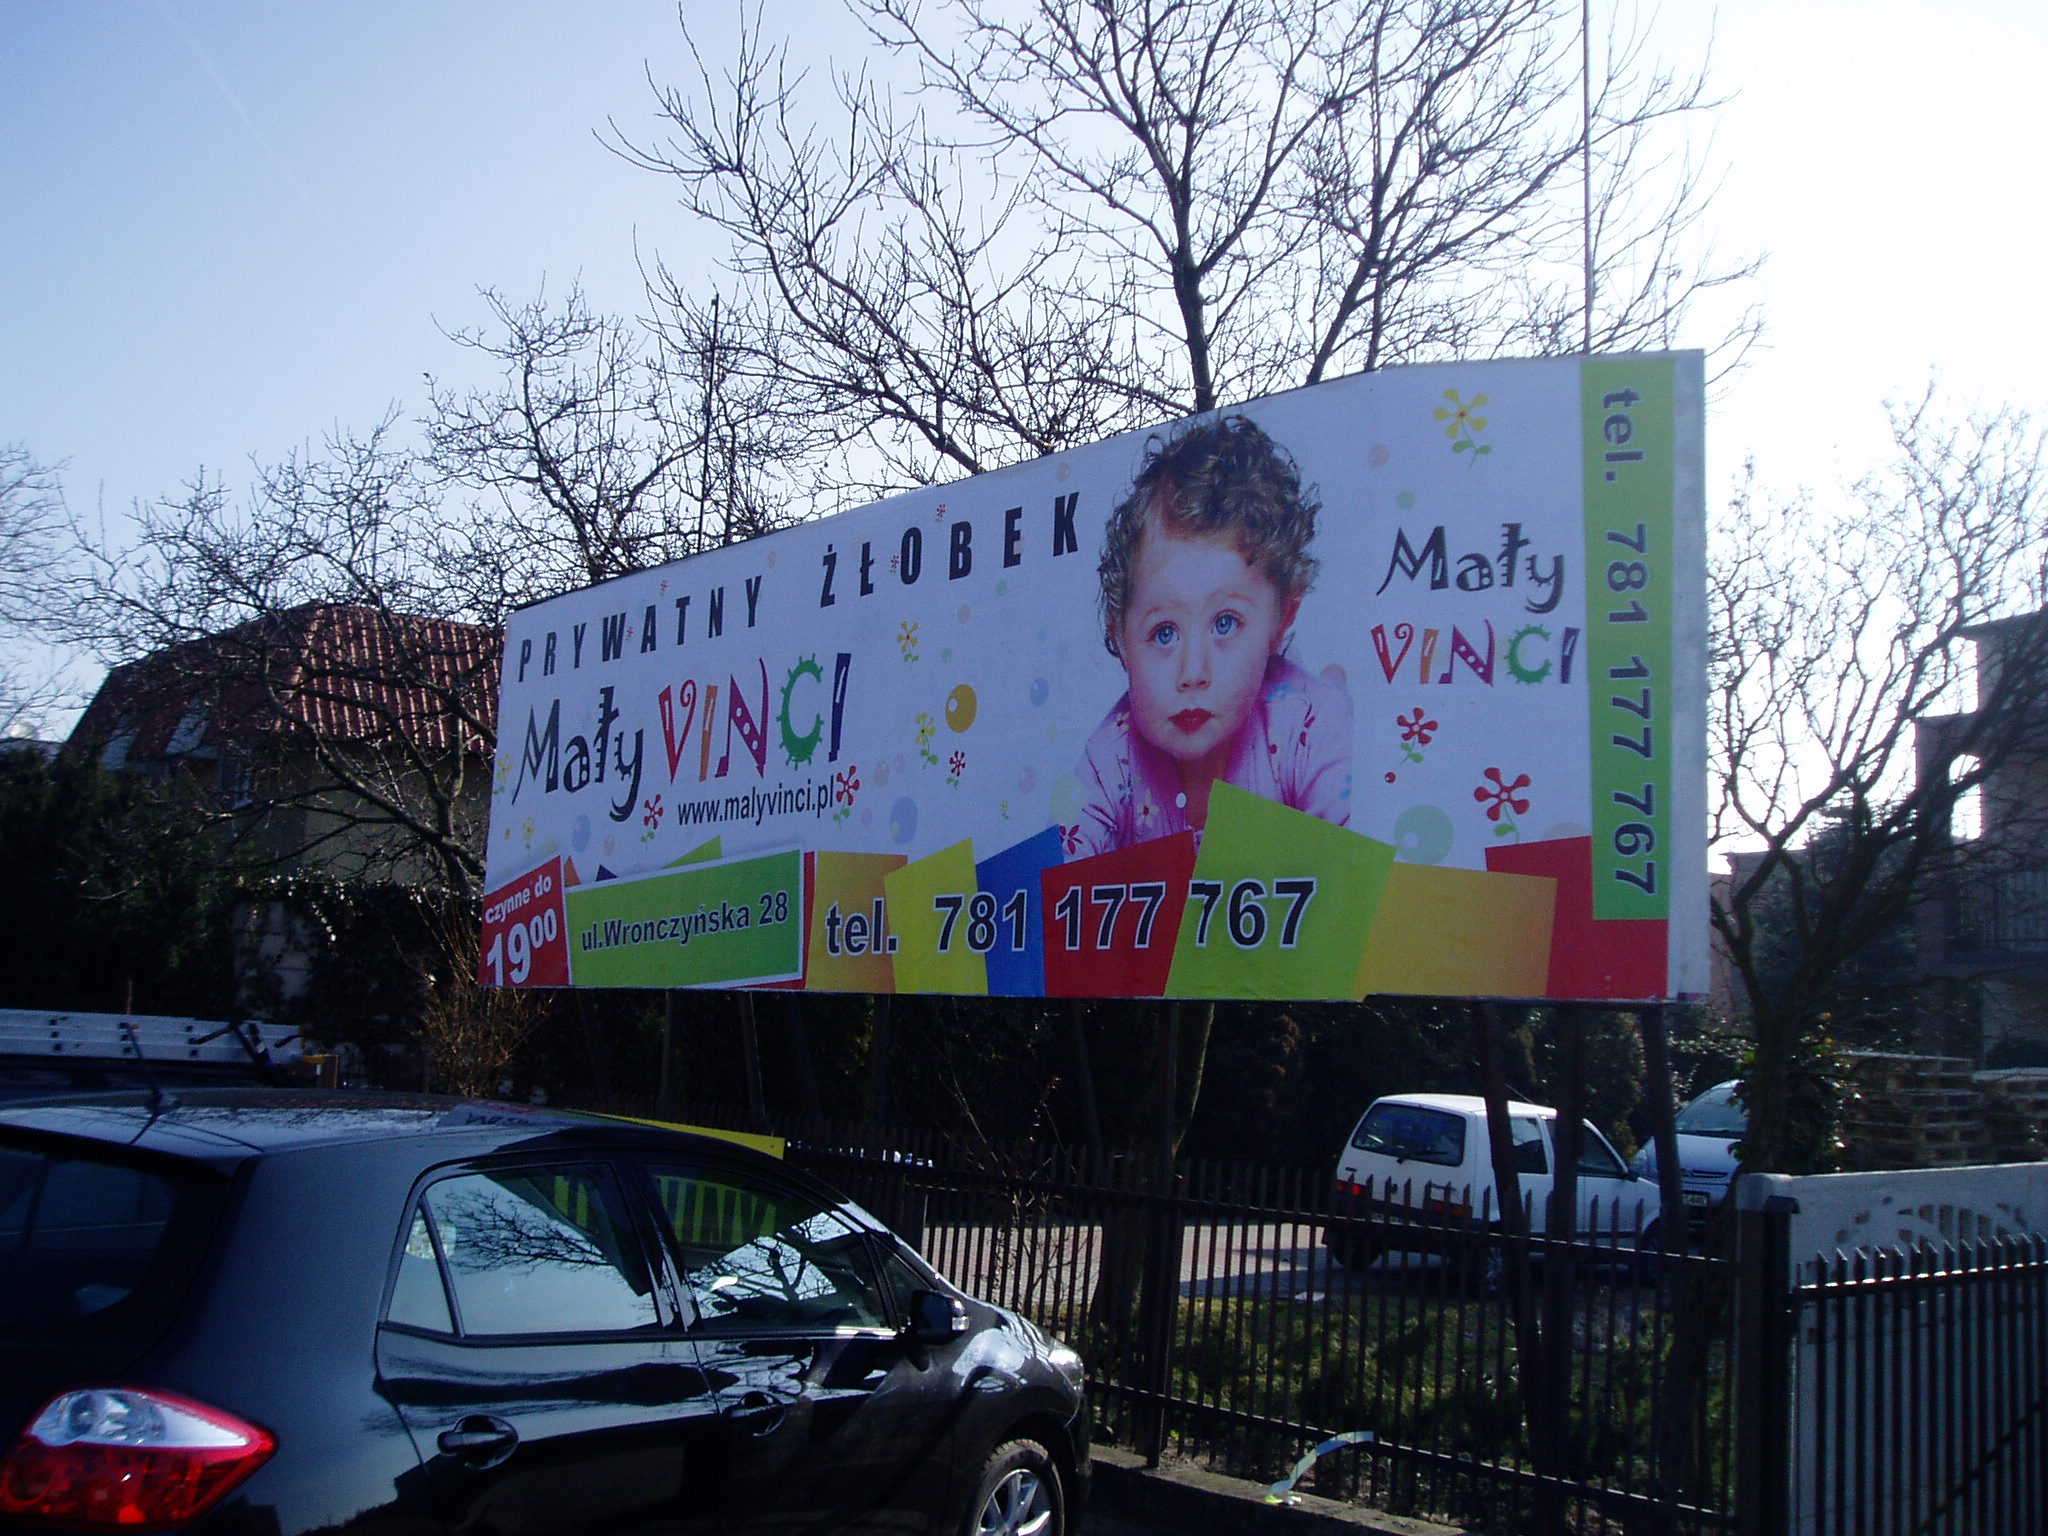 PRYWATNY ŻŁOBEK
Mały VINCI
www.malyvinci.pl
czynne do
19⁰⁰
ul.Wronczyńska 28
tel. 781 177 767
Mały
VINCI
tel. 781 177 767